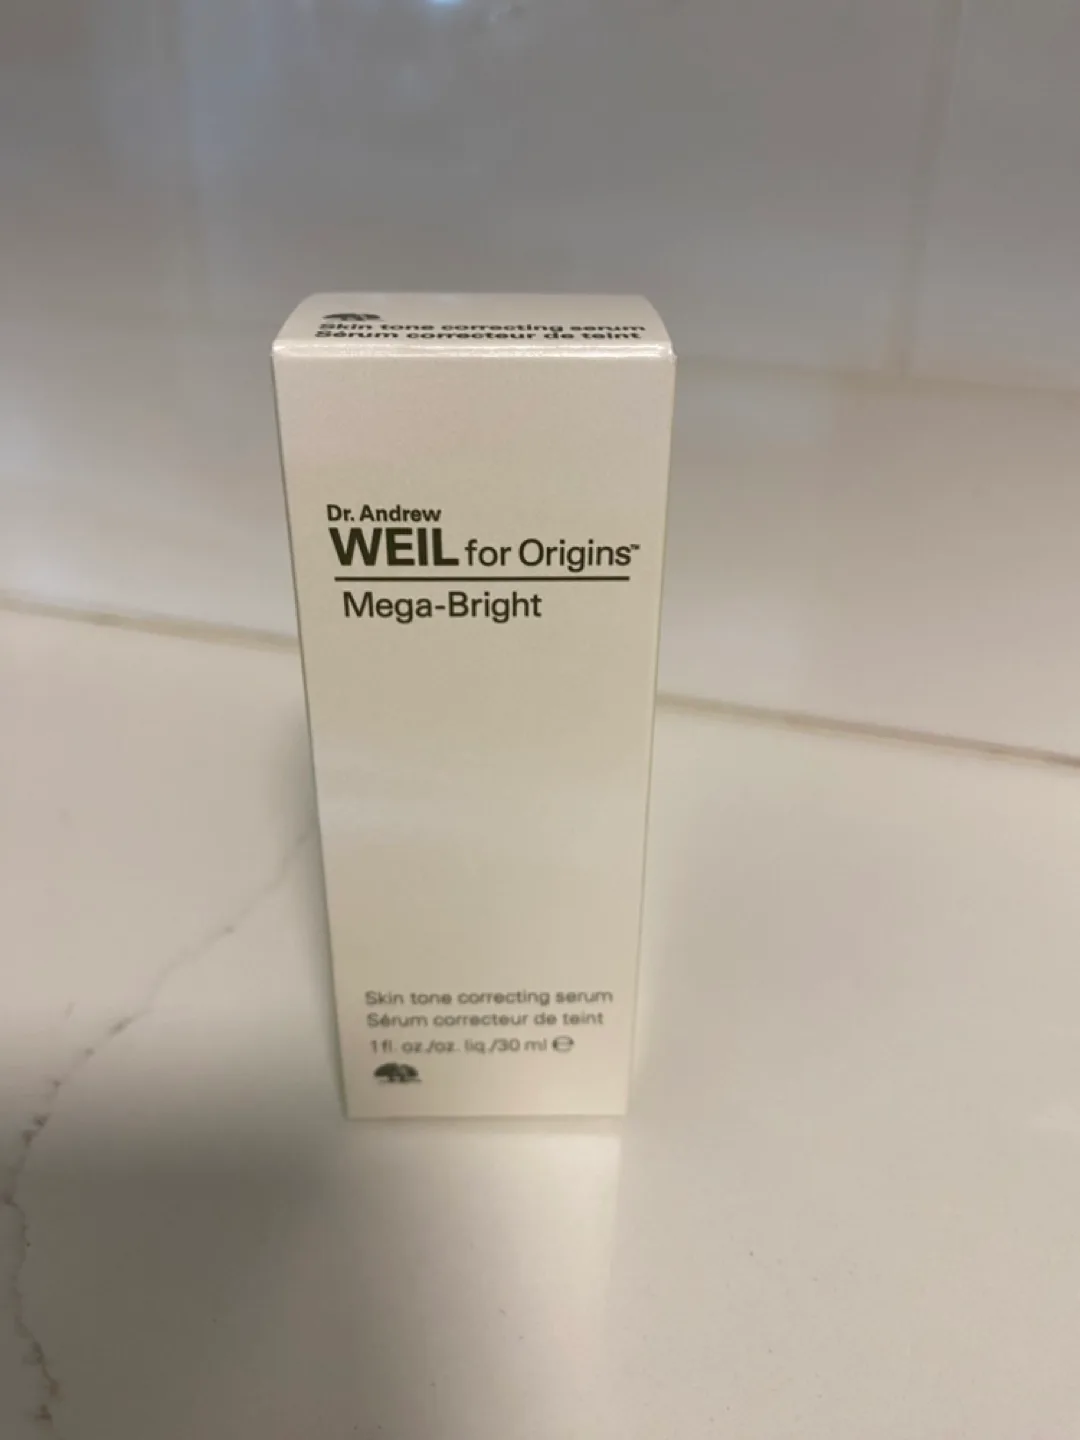 Skin tone correcting serum
Sérum correcteur de teint
Dr. Andrew
WEIL for Origins™
Mega-Bright
Skin tone correcting serum
Sérum correcteur de teint
1 fl. oz./oz. liq./30 ml ℮